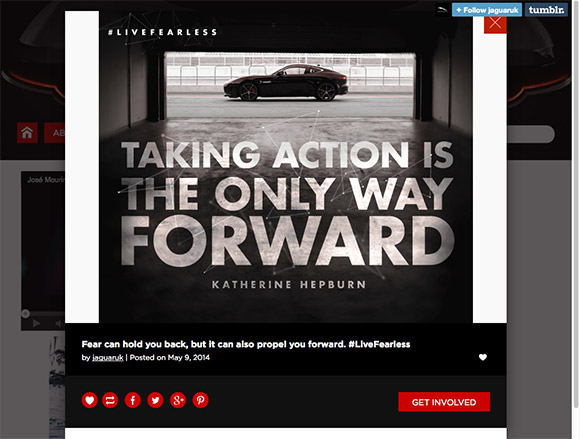 + Follow jaguaruk
tumblr.
#LIVEFEARLESS
TAKING ACTION IS
THE ONLY WAY
FORWARD
KATHERINE HEPBURN
AB
José Mourin
Fear can hold you back, but it can also propel you forward. #LiveFearless
by jaguaruk | Posted on May 9, 2014
GET INVOLVED